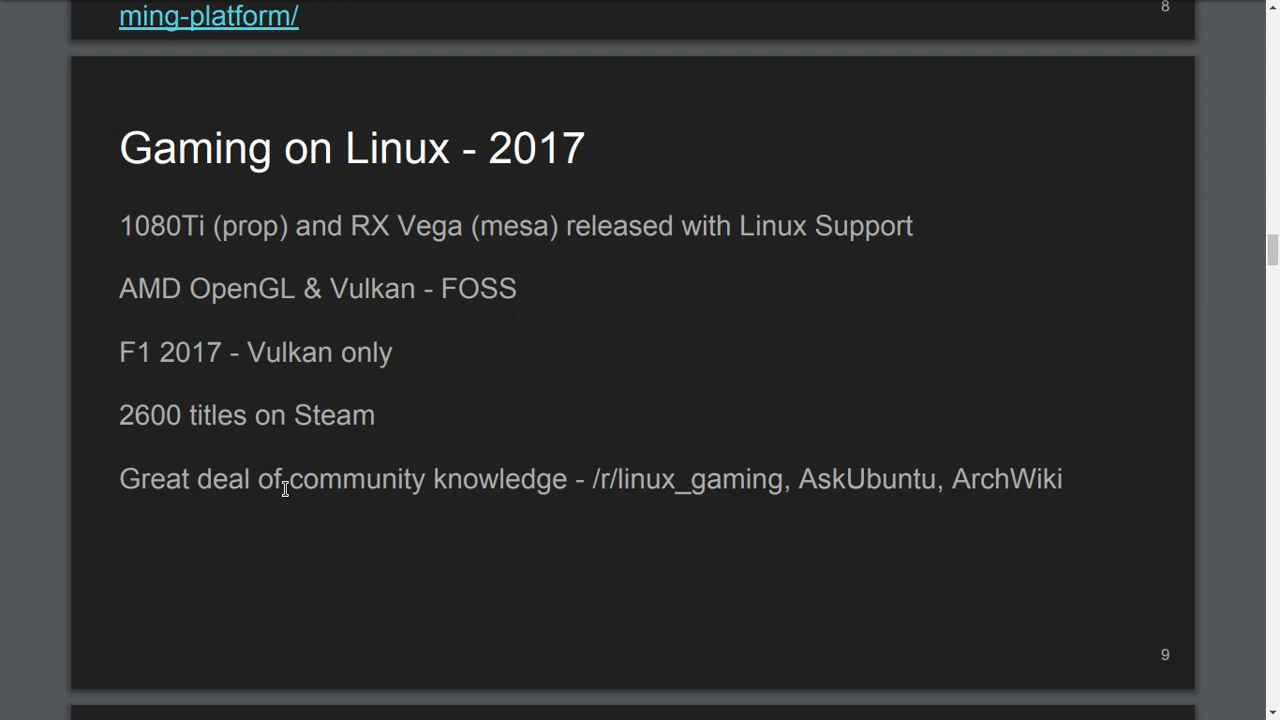 ming-platform/
8
Gaming on Linux - 2017
1080Ti (prop) and RX Vega (mesa) released with Linux Support
AMD OpenGL & Vulkan - FOSS
F1 2017 - Vulkan only
2600 titles on Steam
Great deal of community knowledge - /r/linux_gaming, AskUbuntu, ArchWiki
9